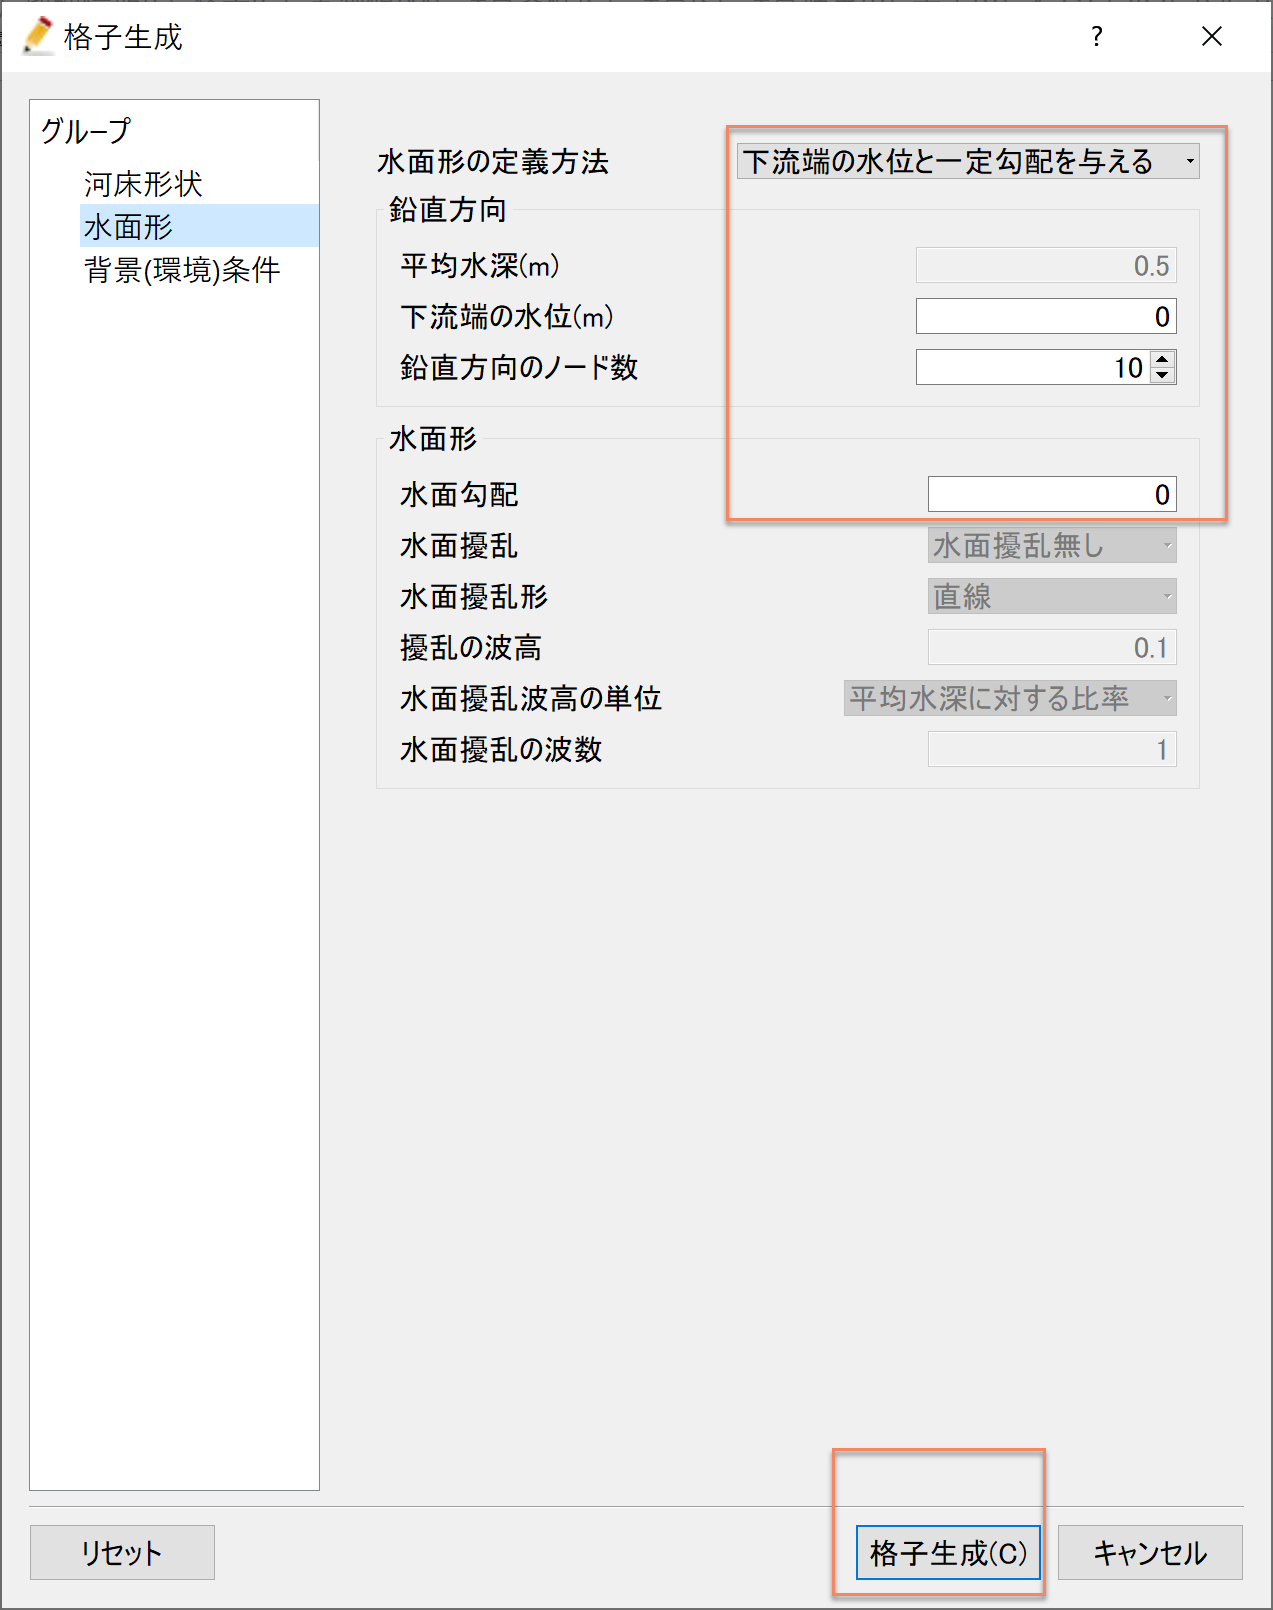 格子生成
?
グループ
河床形状
水面形
背景(環境)条件
水面形の定義方法
下流端の水位と一定勾配を与える
鉛直方向
平均水深(m)
0.5
下流端の水位(m)
0
鉛直方向のノード数
10
水面形
水面勾配
0
水面擾乱
水面擾乱無し
水面擾乱形
直線
擾乱の波高
0.1
水面擾乱波高の単位
平均水深に対する比率
水面擾乱の波数
1
リセット
格子生成(C)
キャンセル